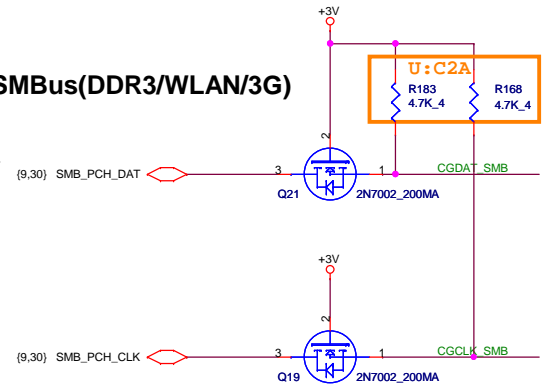 +3V
SMBus(DDR3/WLAN/3G)
U:C2A
R183
4.7K_4
R168
4.7K_4
2
{9,30} SMB_PCH_DAT
3
1
CGDAT_SMB
Q21
2N7002_200MA
+3V
2
{9,30} SMB_PCH_CLK
3
1
CGCLK_SMB
Q19
2N7002_200MA